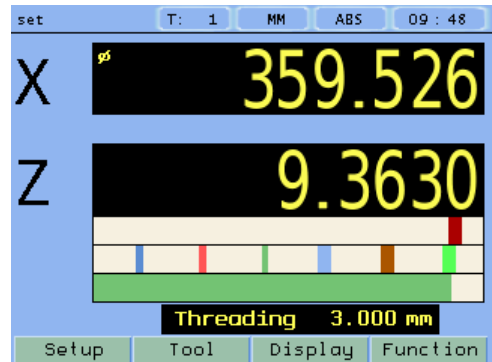 set T: 1 MM ABS 09 : 48
X ø 359.526
Z 9.3630
Threading 3.000 mm
Setup Tool Display Function